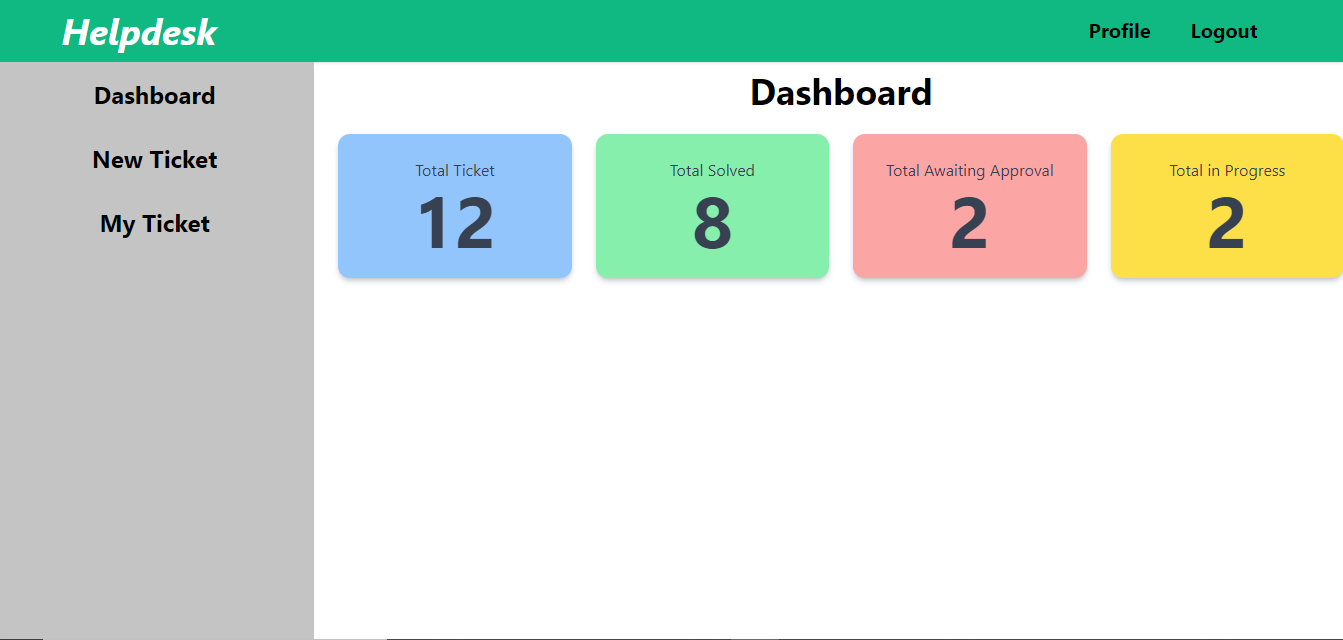 Helpdesk
Profile
Logout
Dashboard
New Ticket
My Ticket
Dashboard
Total Ticket
12
Total Solved
8
Total Awaiting Approval
2
Total in Progress
2